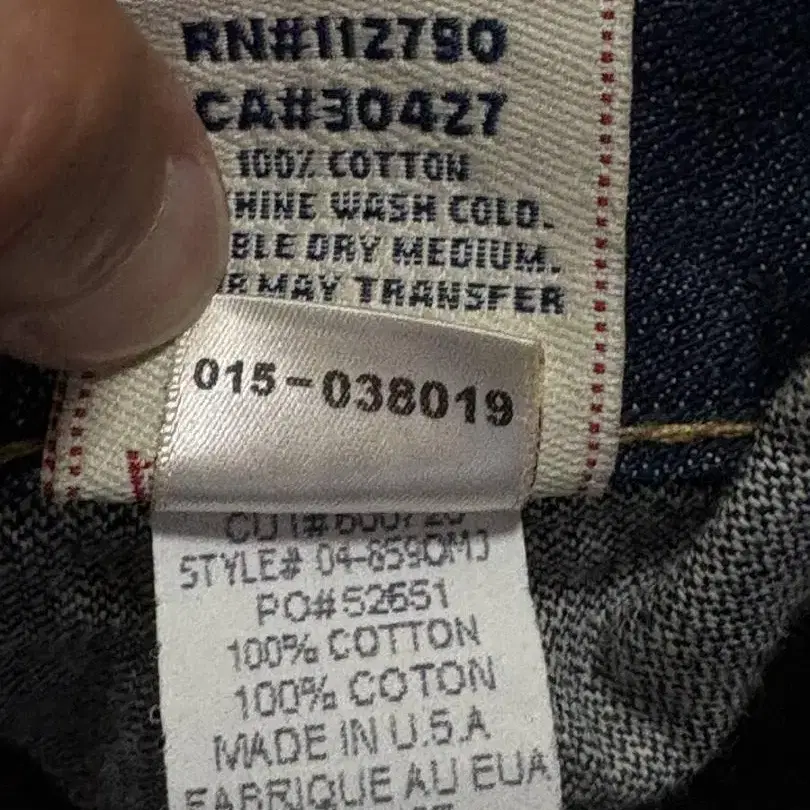 RN#112790
CA#30427
100% COTTON
HINE WASH COLD.
BLE DRY MEDIUM.
R MAY TRANSFER
015-038019
STYLE# 04-8590MJ
PO#52651
100% COTTON
100% COTON
MADE IN U.S.A
FABRIQUE AU EUA